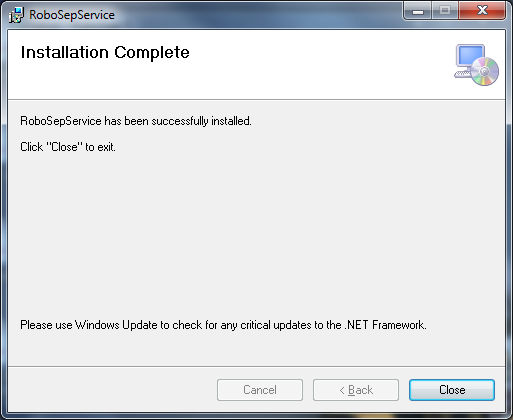 RoboSepService
Installation Complete
RoboSepService has been successfully installed.
Click "Close" to exit.
Please use Windows Update to check for any critical updates to the .NET Framework.
Cancel
< Back
Close